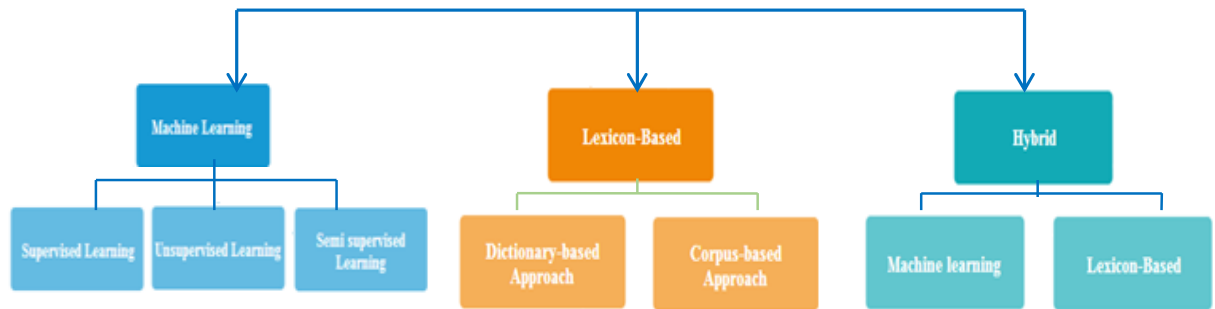 Machine Learning
Lexicon-Based
Hybrid
Supervised Learning
Unsupervised Learning
Semi supervised
Learning
Dictionary-based
Approach
Corpus-based
Approach
Machine learning
Lexicon-Based